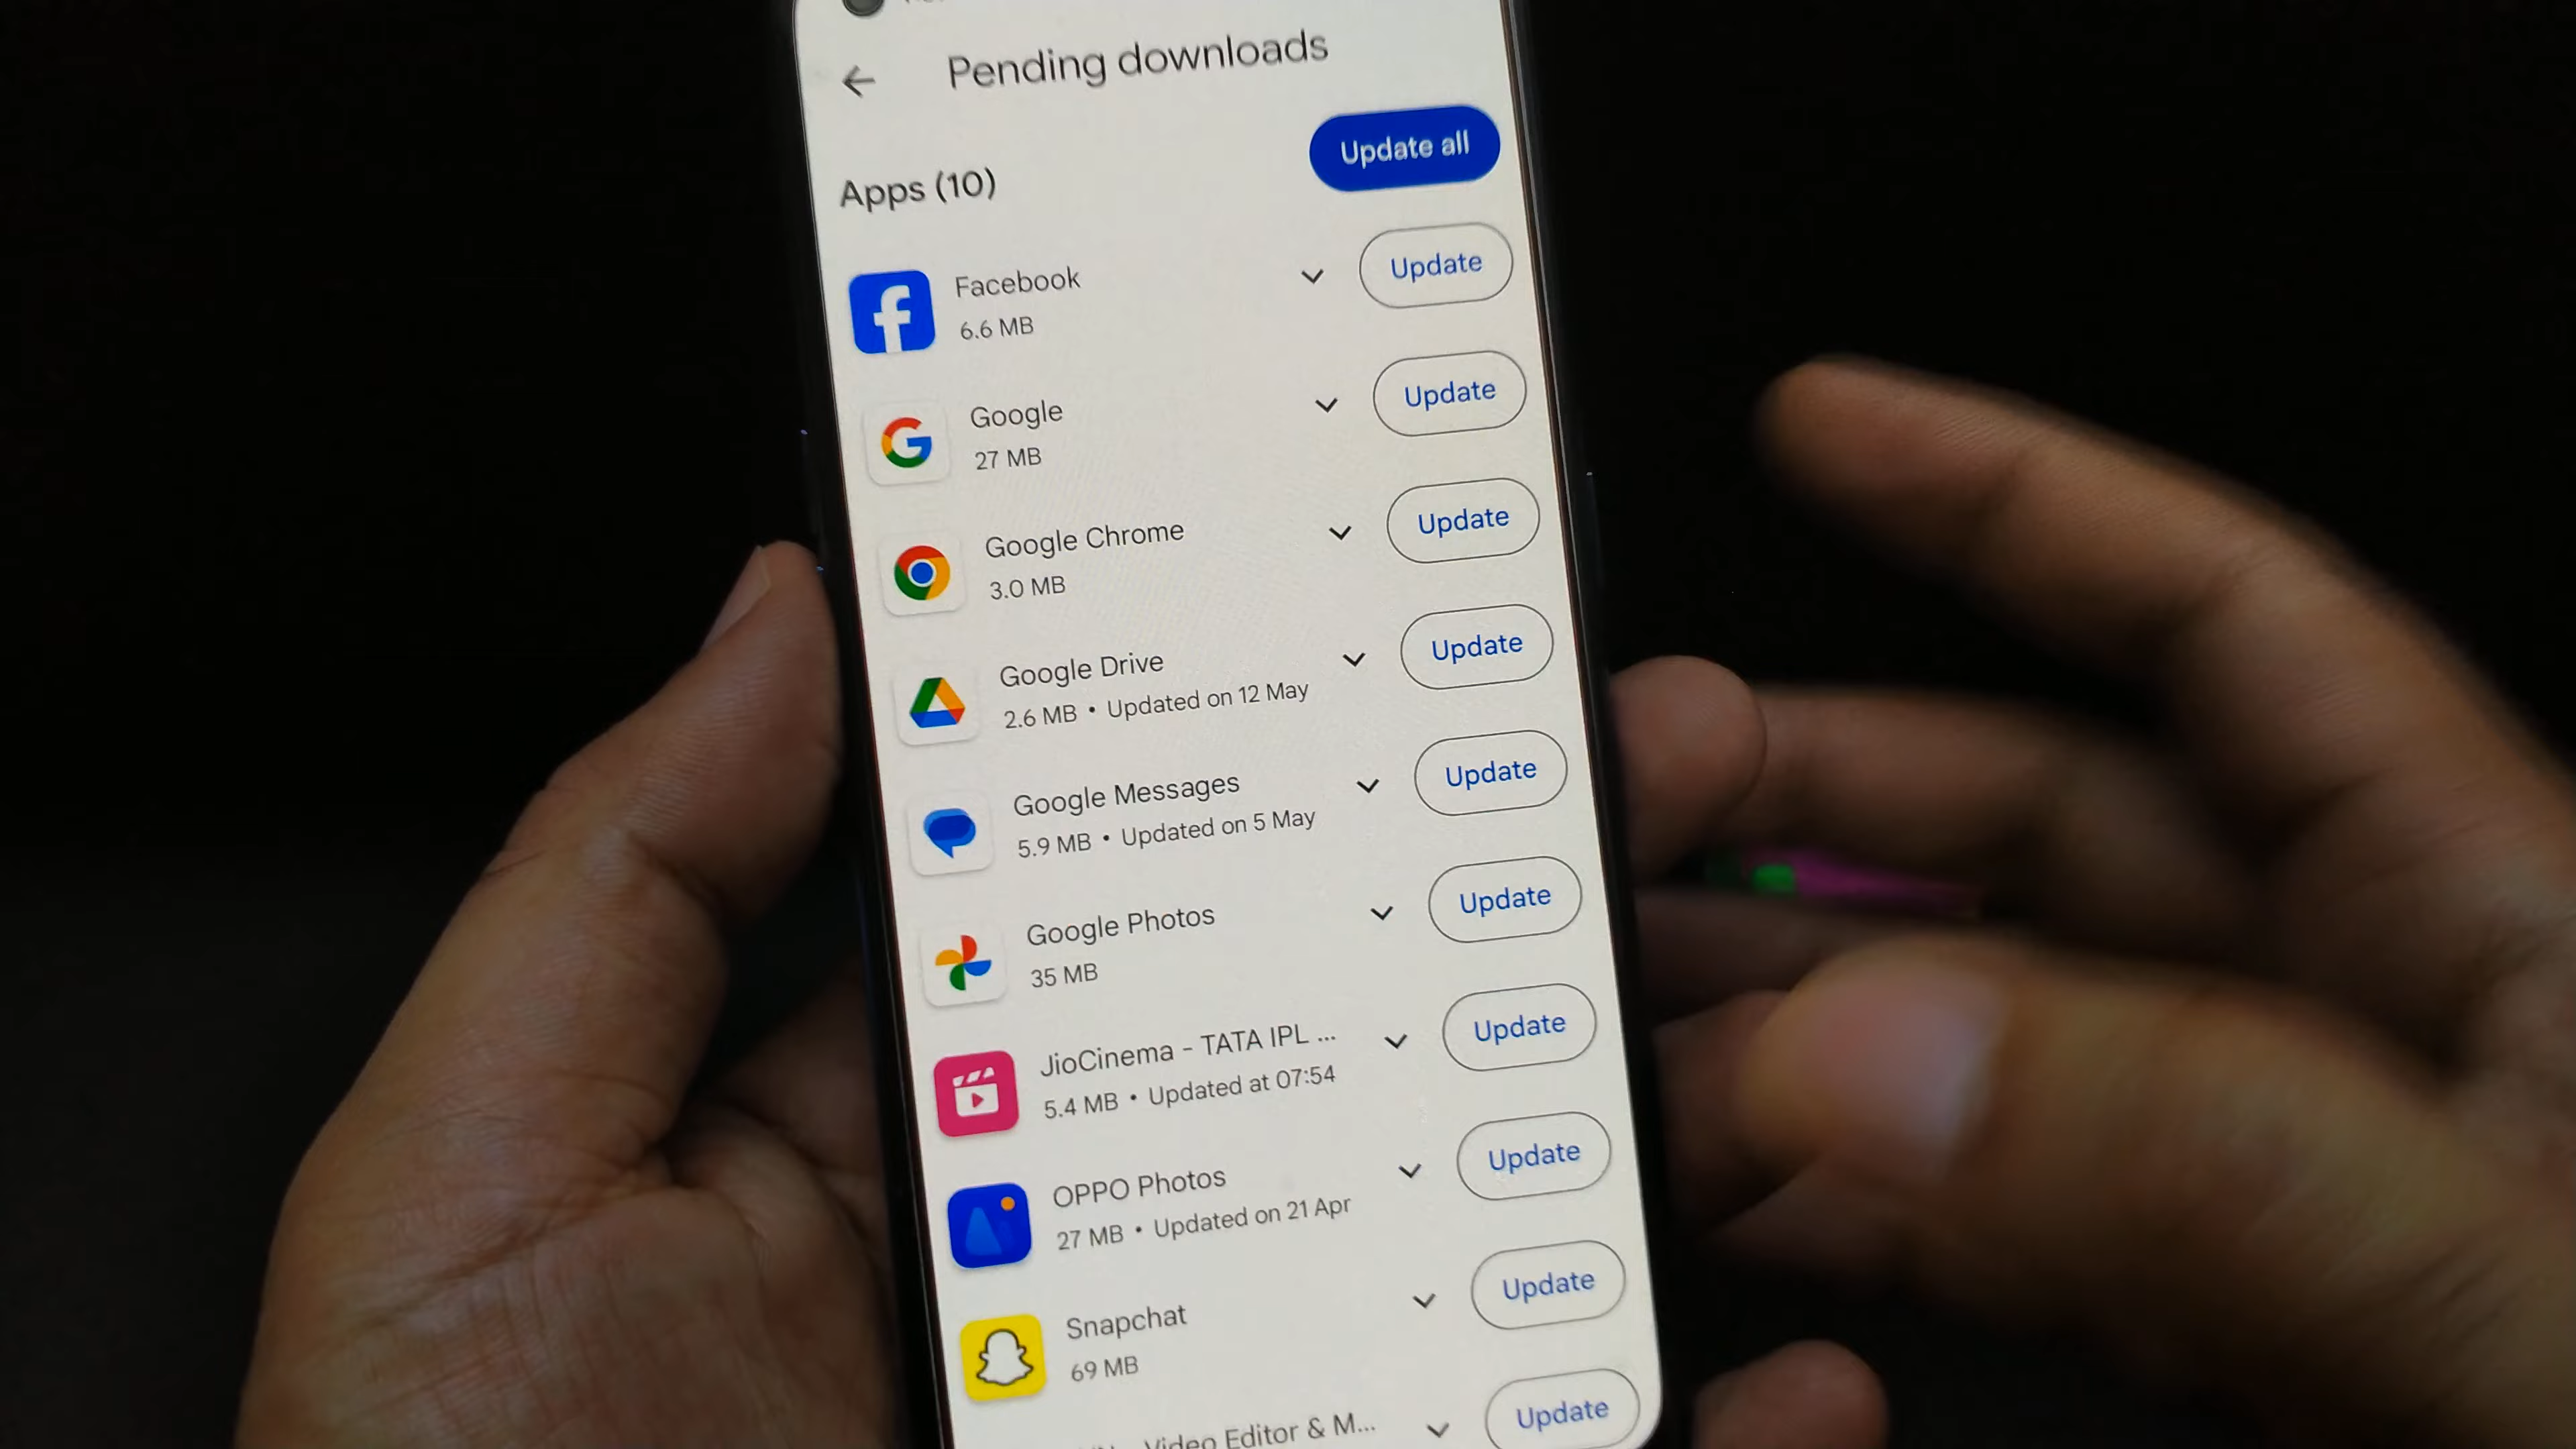 Pending downloads
Update all
Apps (10)
Facebook
6.6 MB
Update
Google
27 MB
Update
Google Chrome
3.0 MB
Update
Google Drive
2.6 MB • Updated on 12 May
Update
Google Messages
5.9 MB • Updated on 5 May
Update
Google Photos
35 MB
Update
JioCinema - TATA IPL ...
5.4 MB • Updated at 07:54
Update
OPPO Photos
27 MB • Updated on 21 Apr
Update
Snapchat
69 MB
Update
Video Editor & M...
Update